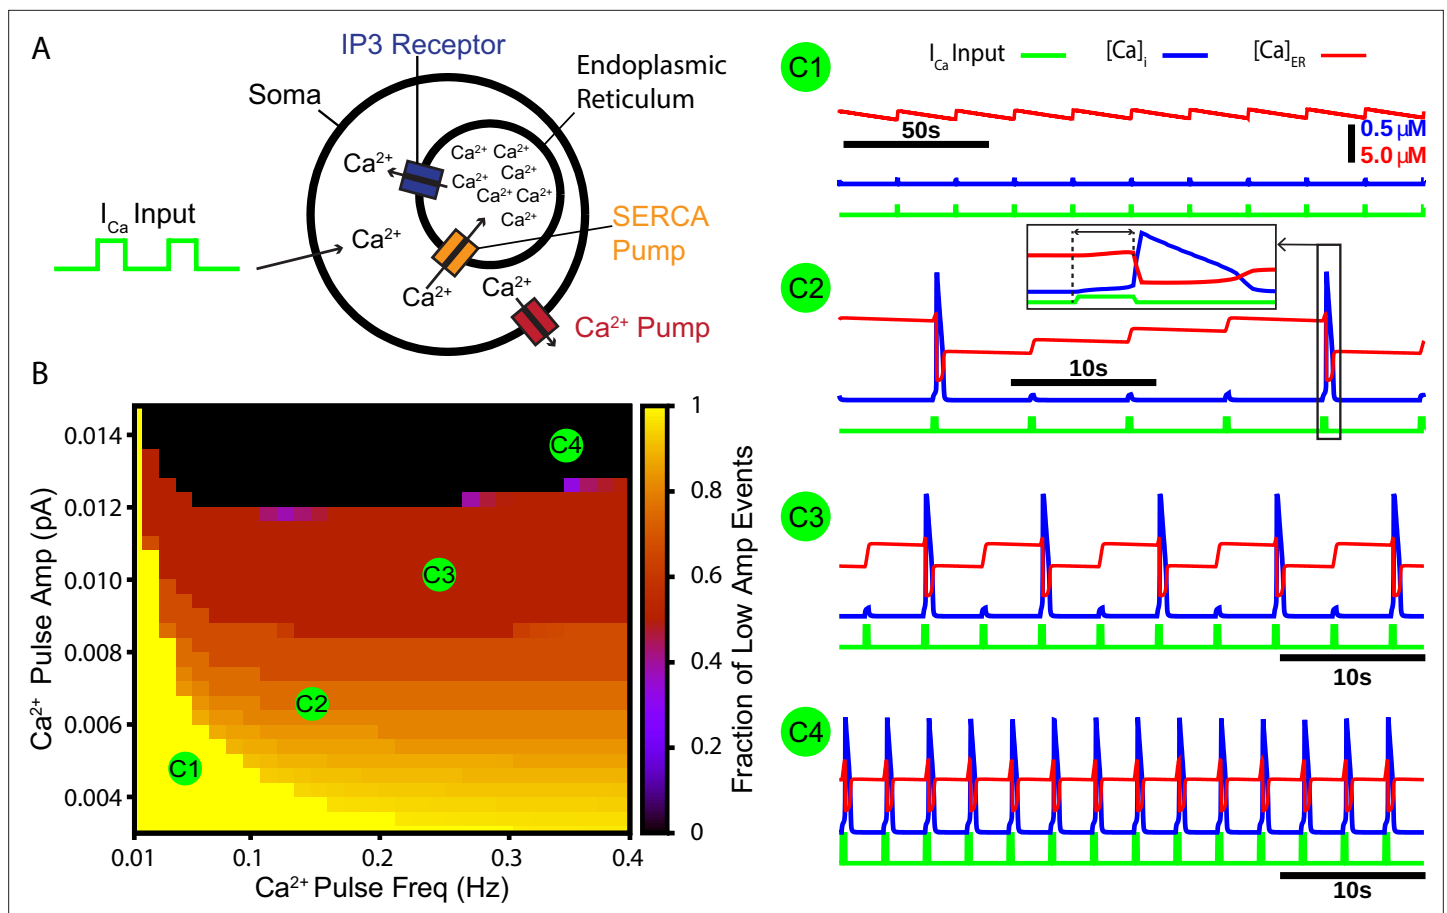 A
IP3 Receptor
Endoplasmic
Reticulum
Soma
Ca²⁺
Ca²⁺ Ca²⁺
Ca²⁺
Ca²⁺
Ca²⁺ Ca²⁺
Ca²⁺
I_Ca Input
Ca²⁺
SERCA
Pump
Ca²⁺
Ca²⁺
Ca²⁺ Pump
B
Ca²⁺ Pulse Amp (pA)
0.014
0.012
0.010
0.008
0.006
0.004
0.01
0.1
0.2
0.3
0.4
Ca²⁺ Pulse Freq (Hz)
C4
C3
C2
C1
1
0.8
0.6
0.4
0.2
0
Fraction of Low Amp Events
C1
I_Ca Input
[Ca]_i
[Ca]_ER
50s
0.5 μM
5.0 μM
C2
10s
C3
10s
C4
10s